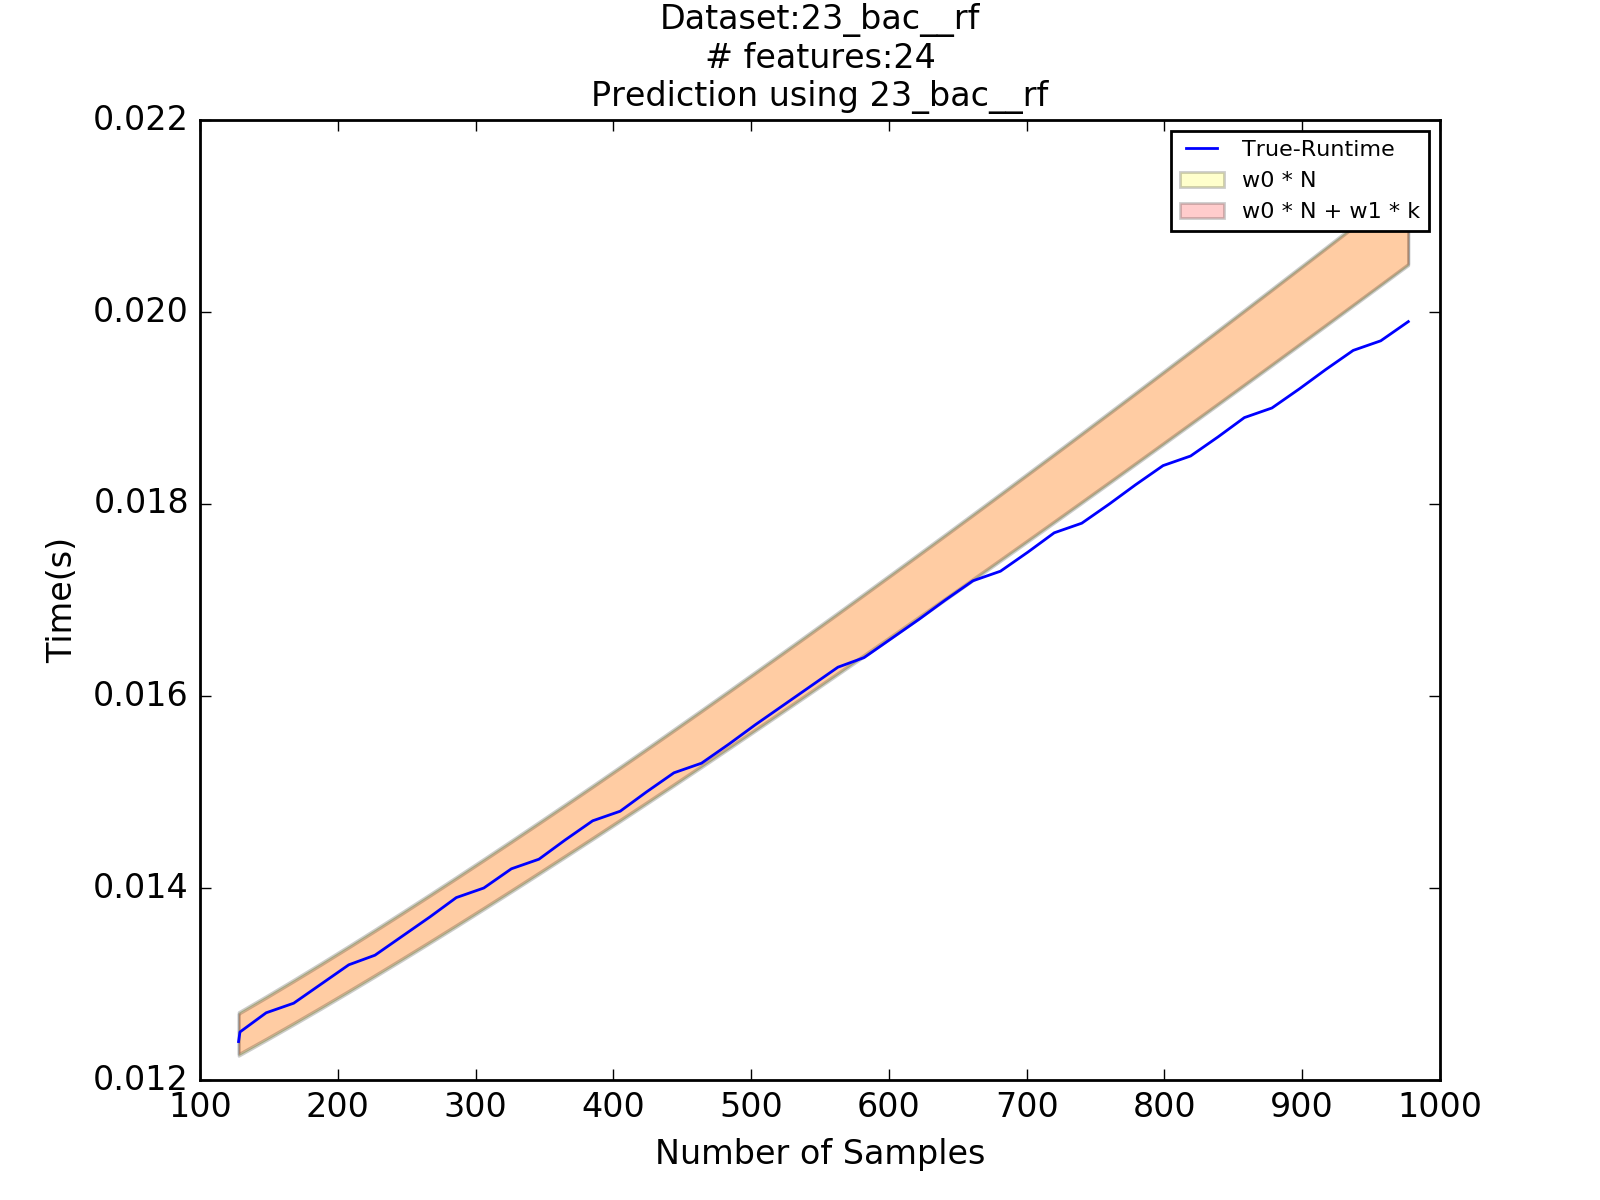 Dataset:23_bac__rf
# features:24
Prediction using 23_bac__rf
True-Runtime
w0 * N
w0 * N + w1 * k
0.022
0.020
0.018
0.016
0.014
0.012
Time(s)
100 200 300 400 500 600 700 800 900 1000
Number of Samples